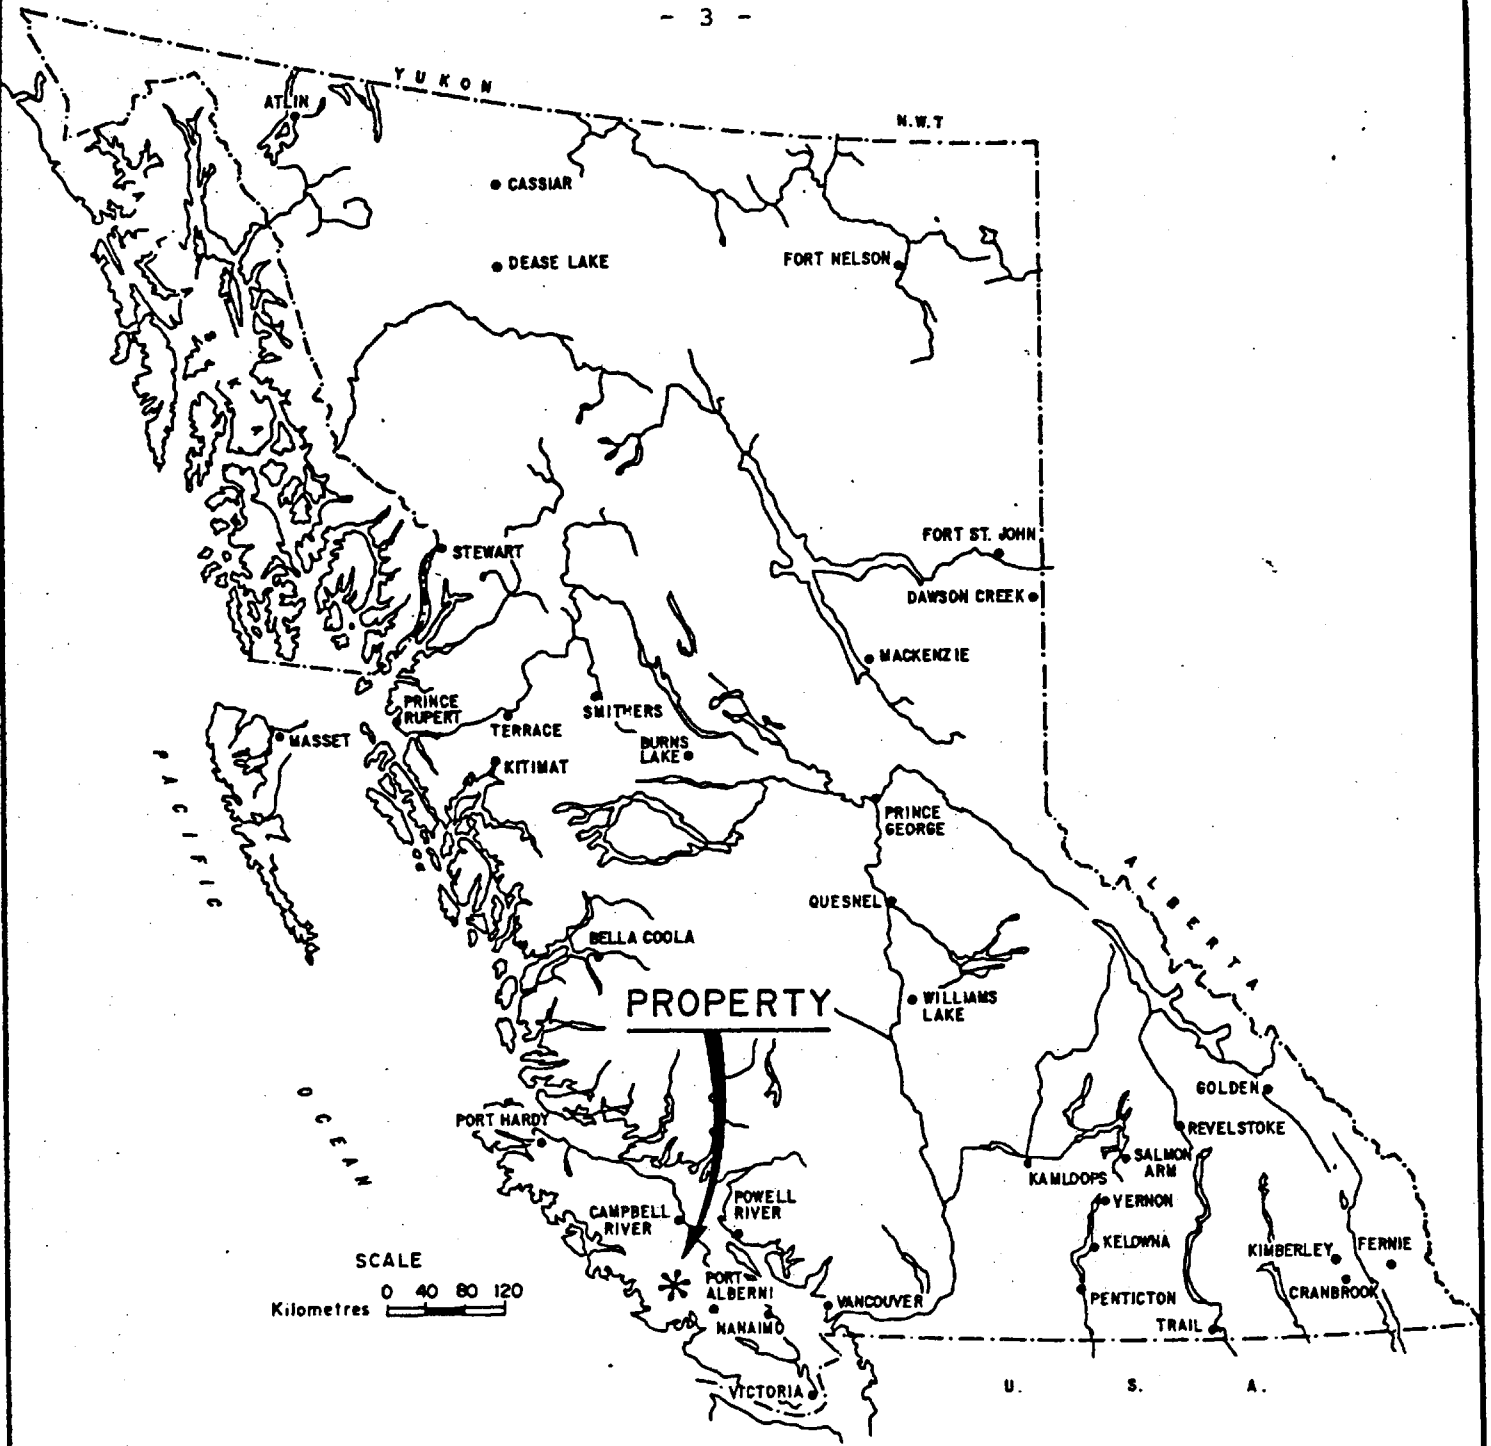 - 3 -
YUKON
N.W.T
ATLIN
CASSIAR
DEASE LAKE
FORT NELSON
ALASKA
FORT ST. JOHN
STEWART
DAWSON CREEK
MACKENZIE
PRINCE
RUPERT
SMITHERS
TERRACE
MASSET
BURNS
LAKE
KITIMAT
PACIFIC
PRINCE
GEORGE
ALBERTA
QUESNEL
BELLA COOLA
PROPERTY
WILLIAMS
LAKE
OCEAN
GOLDEN
PORT HARDY
REVELSTOKE
SALMON
ARM
KAMLOOPS
POWELL
RIVER
CAMPBELL
RIVER
VERNON
KELOWNA
KIMBERLEY
FERNIE
SCALE
0 40 80 120
Kilometres
PORT
ALBERNI
CRANBROOK
PENTICTON
VANCOUVER
NANAIMO
TRAIL
VICTORIA
U. S. A.